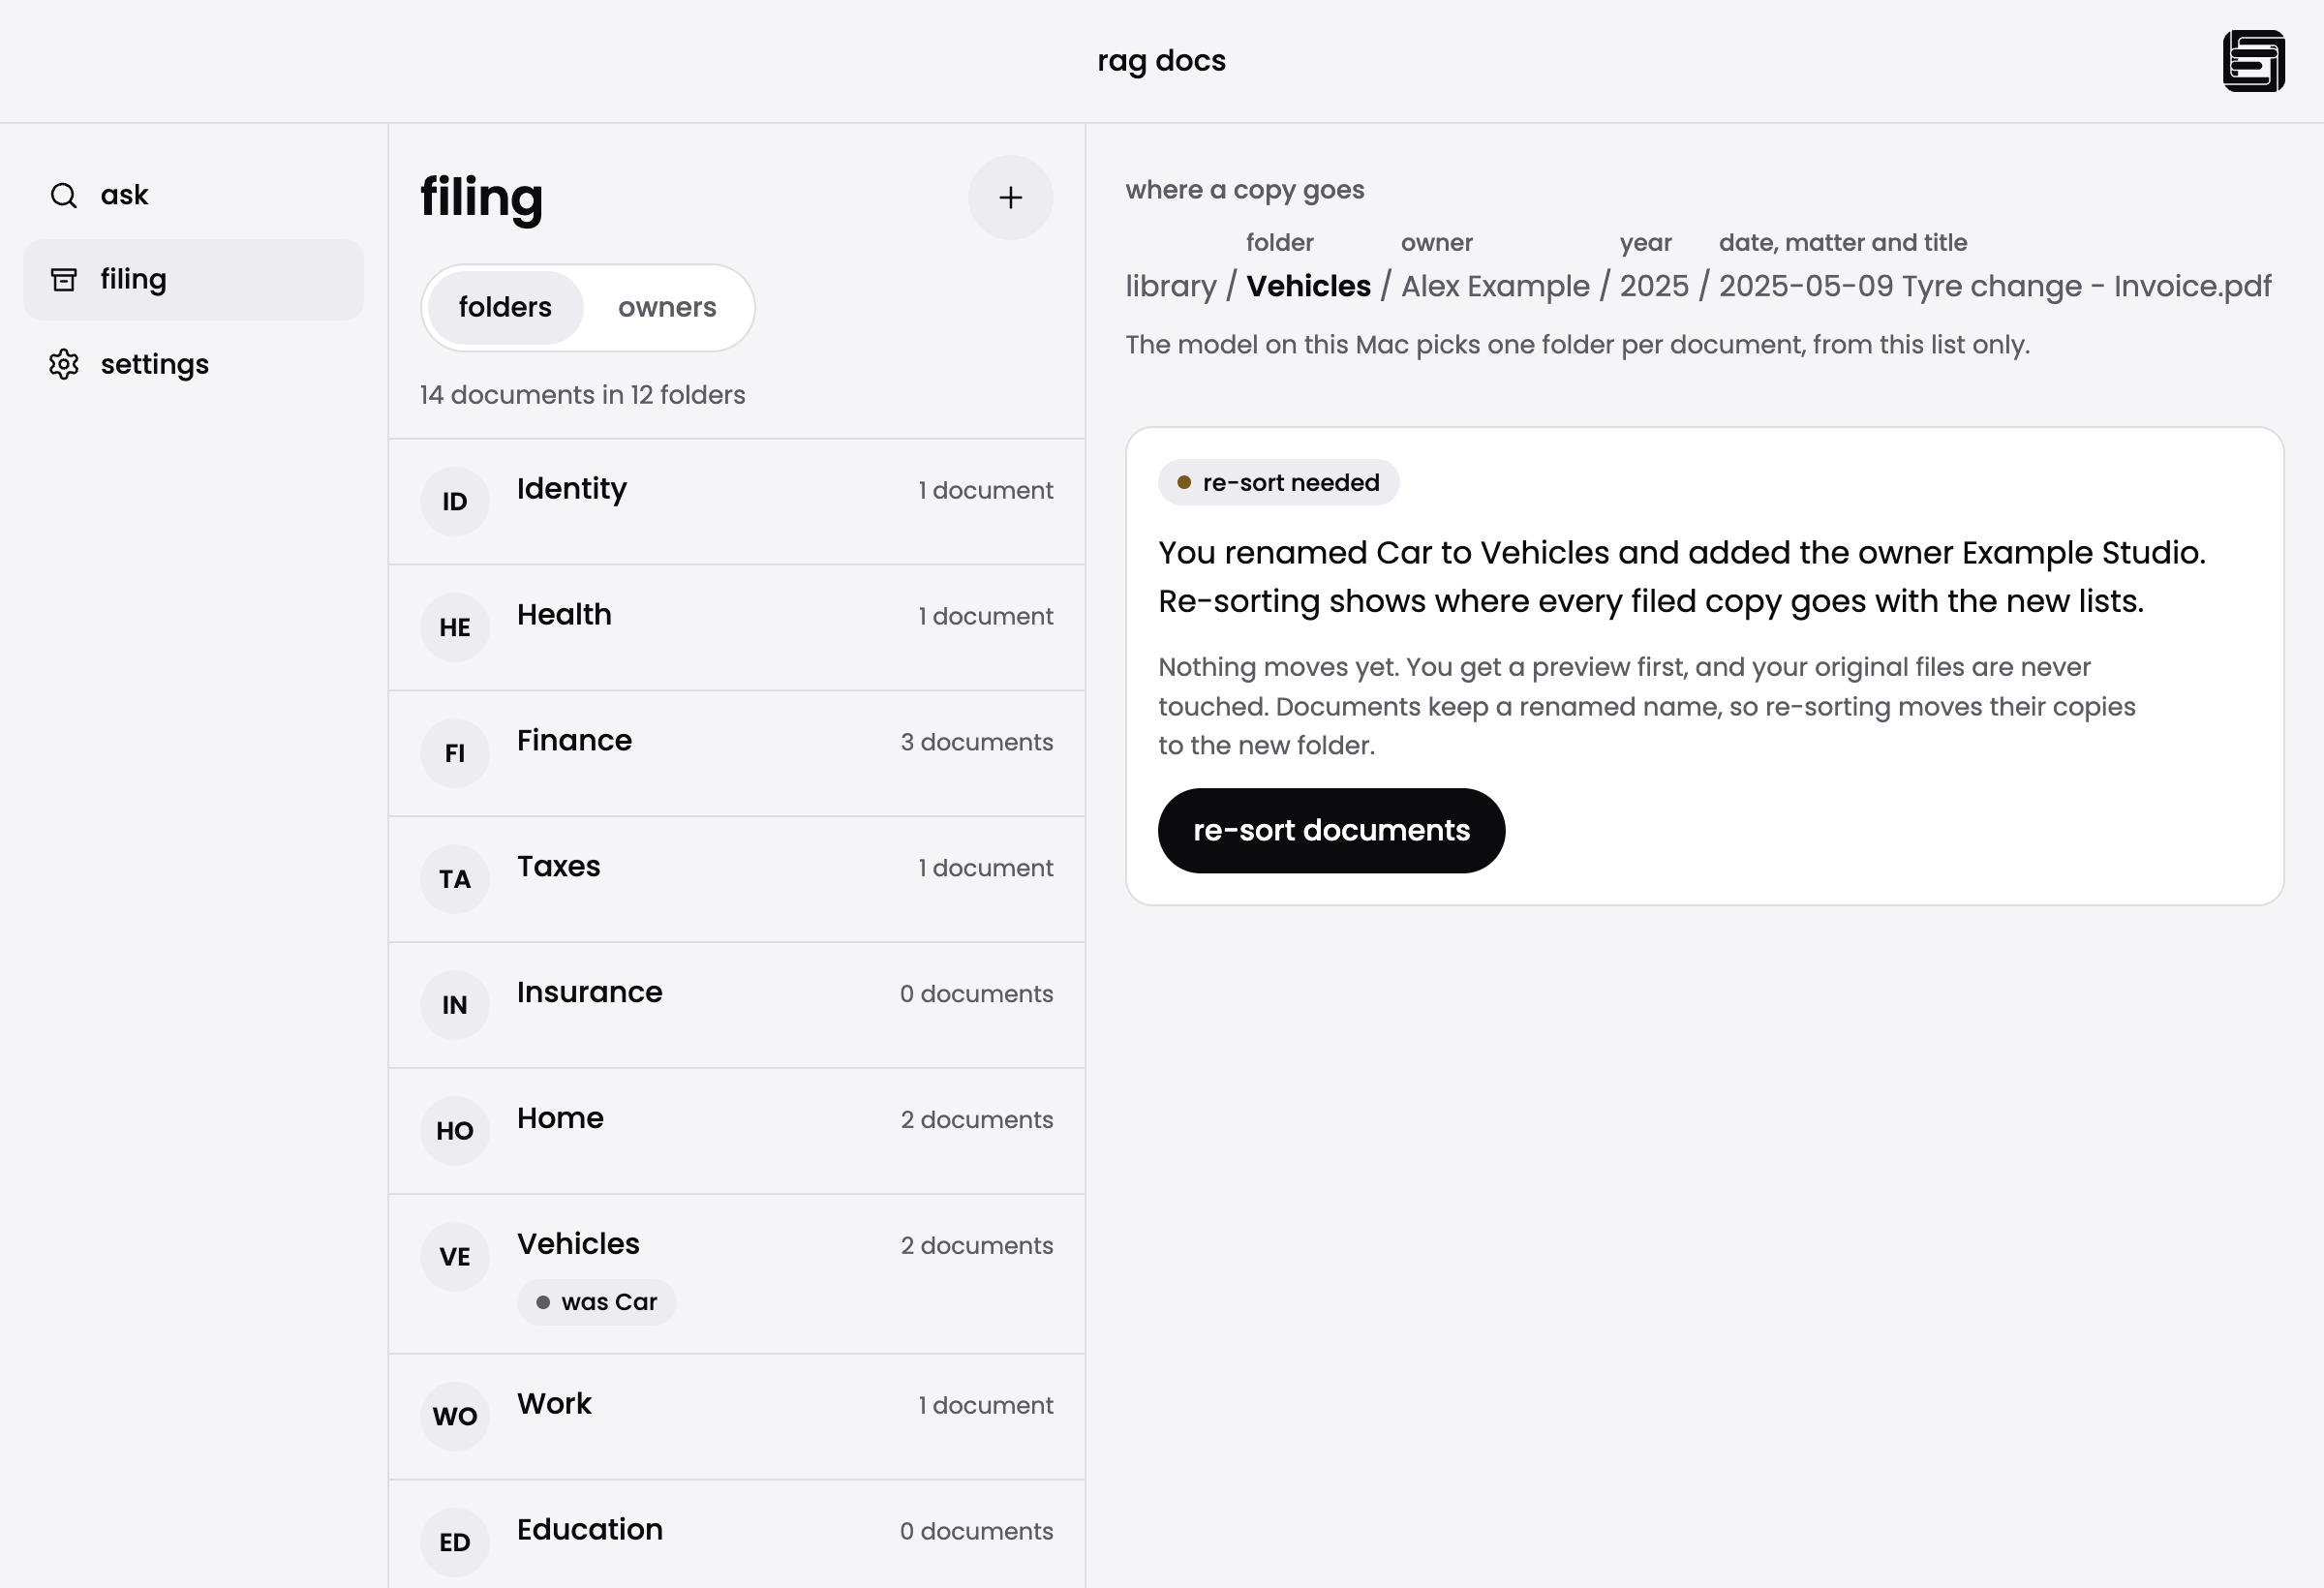 rag docs
ask
filing
settings
filing
+
folders
owners
14 documents in 12 folders
ID
Identity
1 document
HE
Health
1 document
FI
Finance
3 documents
TA
Taxes
1 document
IN
Insurance
0 documents
HO
Home
2 documents
VE
Vehicles
2 documents
was Car
WO
Work
1 document
ED
Education
0 documents
where a copy goes
folder owner year date, matter and title
library / Vehicles / Alex Example / 2025 / 2025-05-09 Tyre change - Invoice.pdf
The model on this Mac picks one folder per document, from this list only.
re-sort needed
You renamed Car to Vehicles and added the owner Example Studio.
Re-sorting shows where every filed copy goes with the new lists.
Nothing moves yet. You get a preview first, and your original files are never
touched. Documents keep a renamed name, so re-sorting moves their copies
to the new folder.
re-sort documents